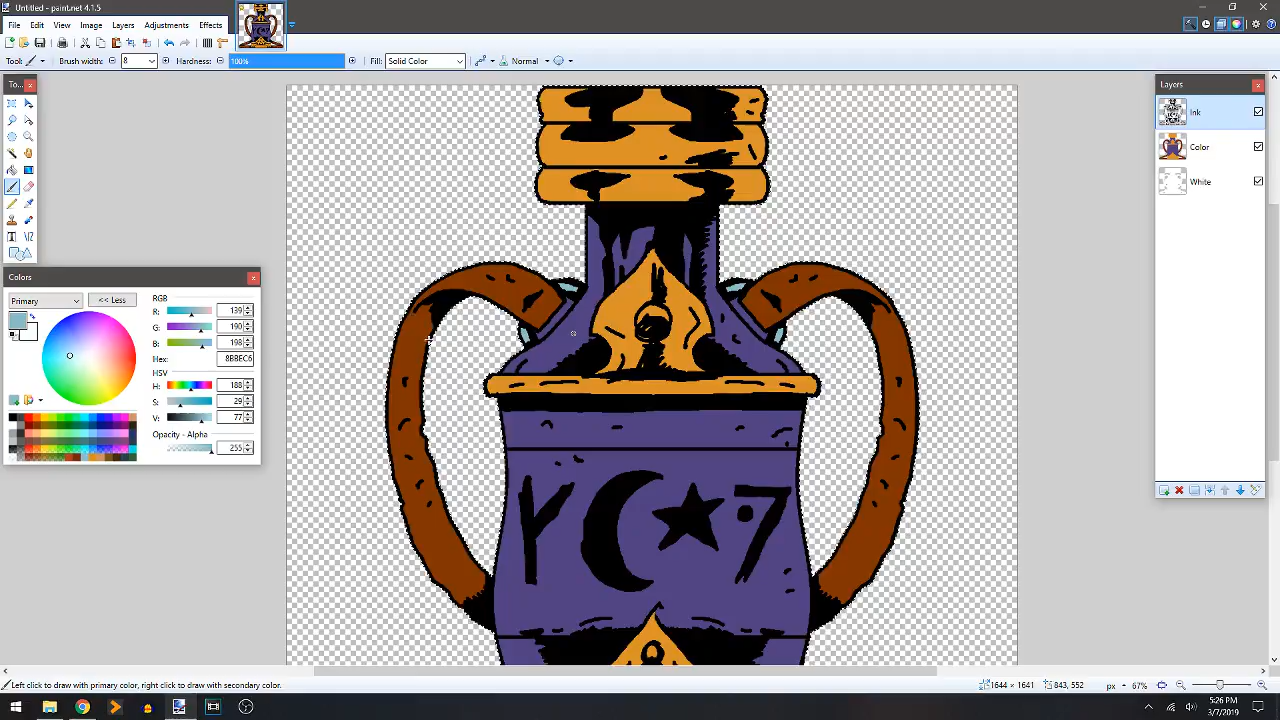 Untitled - paint.net 4.1.5
File Edit View Image Layers Adjustments Effects
Tool: Brush width: 8 Hardness: 100% Fill: Solid Color Normal
To...
Layers
Ink
Color
White
Colors
Primary << Less
RGB
R: 139
G: 190
B: 198
Hex: 8BBEC6
HSV
H: 188
S: 29
V: 77
Opacity - Alpha
255
7
Left click to draw with primary color, right click to draw with secondary color. 1644 × 1641 843, 552 px 67%
5:26 PM
3/7/2019